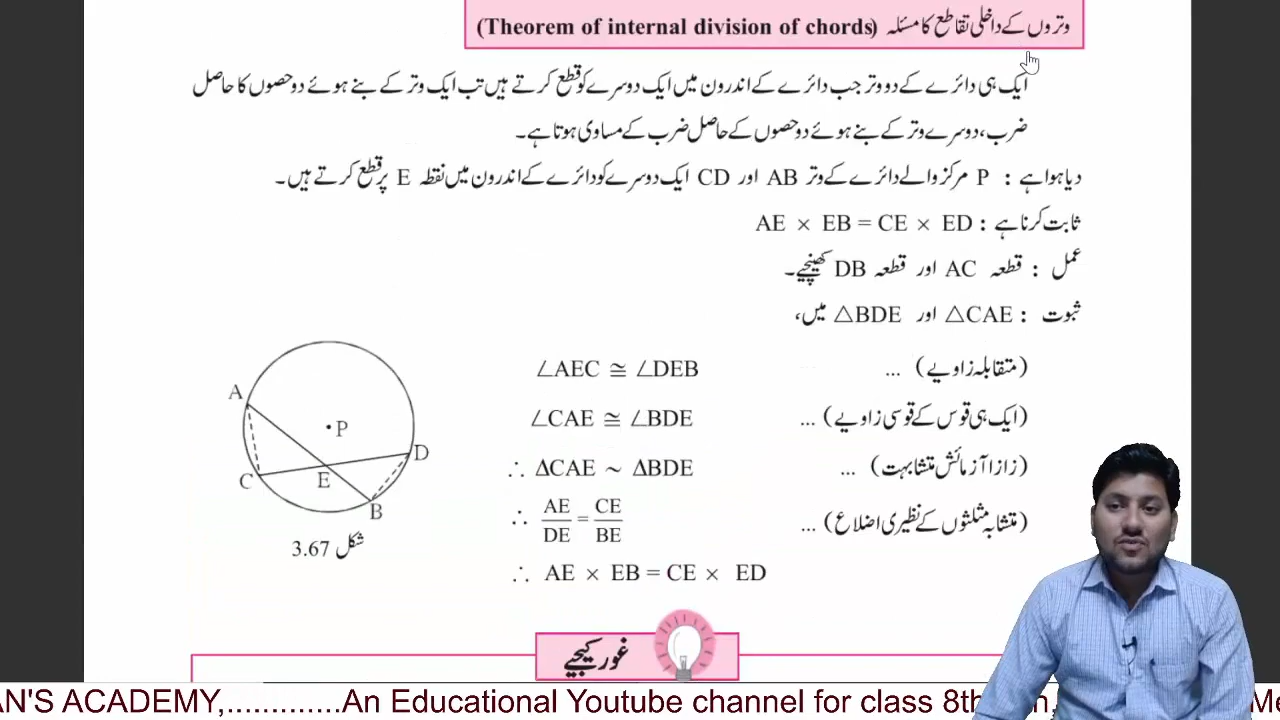 وتروں کے داخلی تقاطع کا مسئلہ (Theorem of internal division of chords)
ایک ہی دائرے کے دو وتر جب دائرے کے اندرون میں ایک دوسرے کو قطع کرتے ہیں تب ایک وتر کے بنے ہوئے دو حصوں کا حاصل
ضرب، دوسرے وتر کے بنے ہوئے دو حصوں کے حاصل ضرب کے مساوی ہوتا ہے۔
دیا ہوا ہے : P مرکز والے دائرے کے وتر AB اور CD ایک دوسرے کو دائرے کے اندرون میں نقطہ E پر قطع کرتے ہیں۔
ثابت کرنا ہے : AE × EB = CE × ED
عمل : قطعہ AC اور قطعہ DB کھینچیے۔
ثبوت : △CAE اور △BDE میں،
∠AEC ≅ ∠DEB ... (متقابلہ زاویے)
∠CAE ≅ ∠BDE ... (ایک ہی قوس کے قوسی زاویے)
∴ ΔCAE ~ ΔBDE ... (زازا آزمائش متشابہت)
∴ AE/DE = CE/BE ... (متشابہ مثلثوں کے نظیری اضلاع)
∴ AE × EB = CE × ED
A
P
D
C
E
B
شکل 3.67
غور کیجیے
AN'S ACADEMY,.............An Educational Youtube channel for class 8th